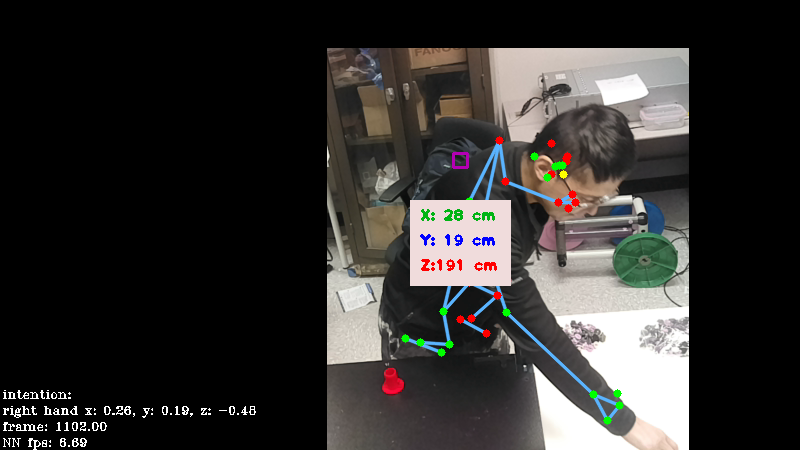 FANCO
X: 28 cm
Y: 19 cm
Z:191 cm
intention:
right hand x: 0.26, y: 0.19, z: -0.48
frame: 1102.00
NN fps: 8.69